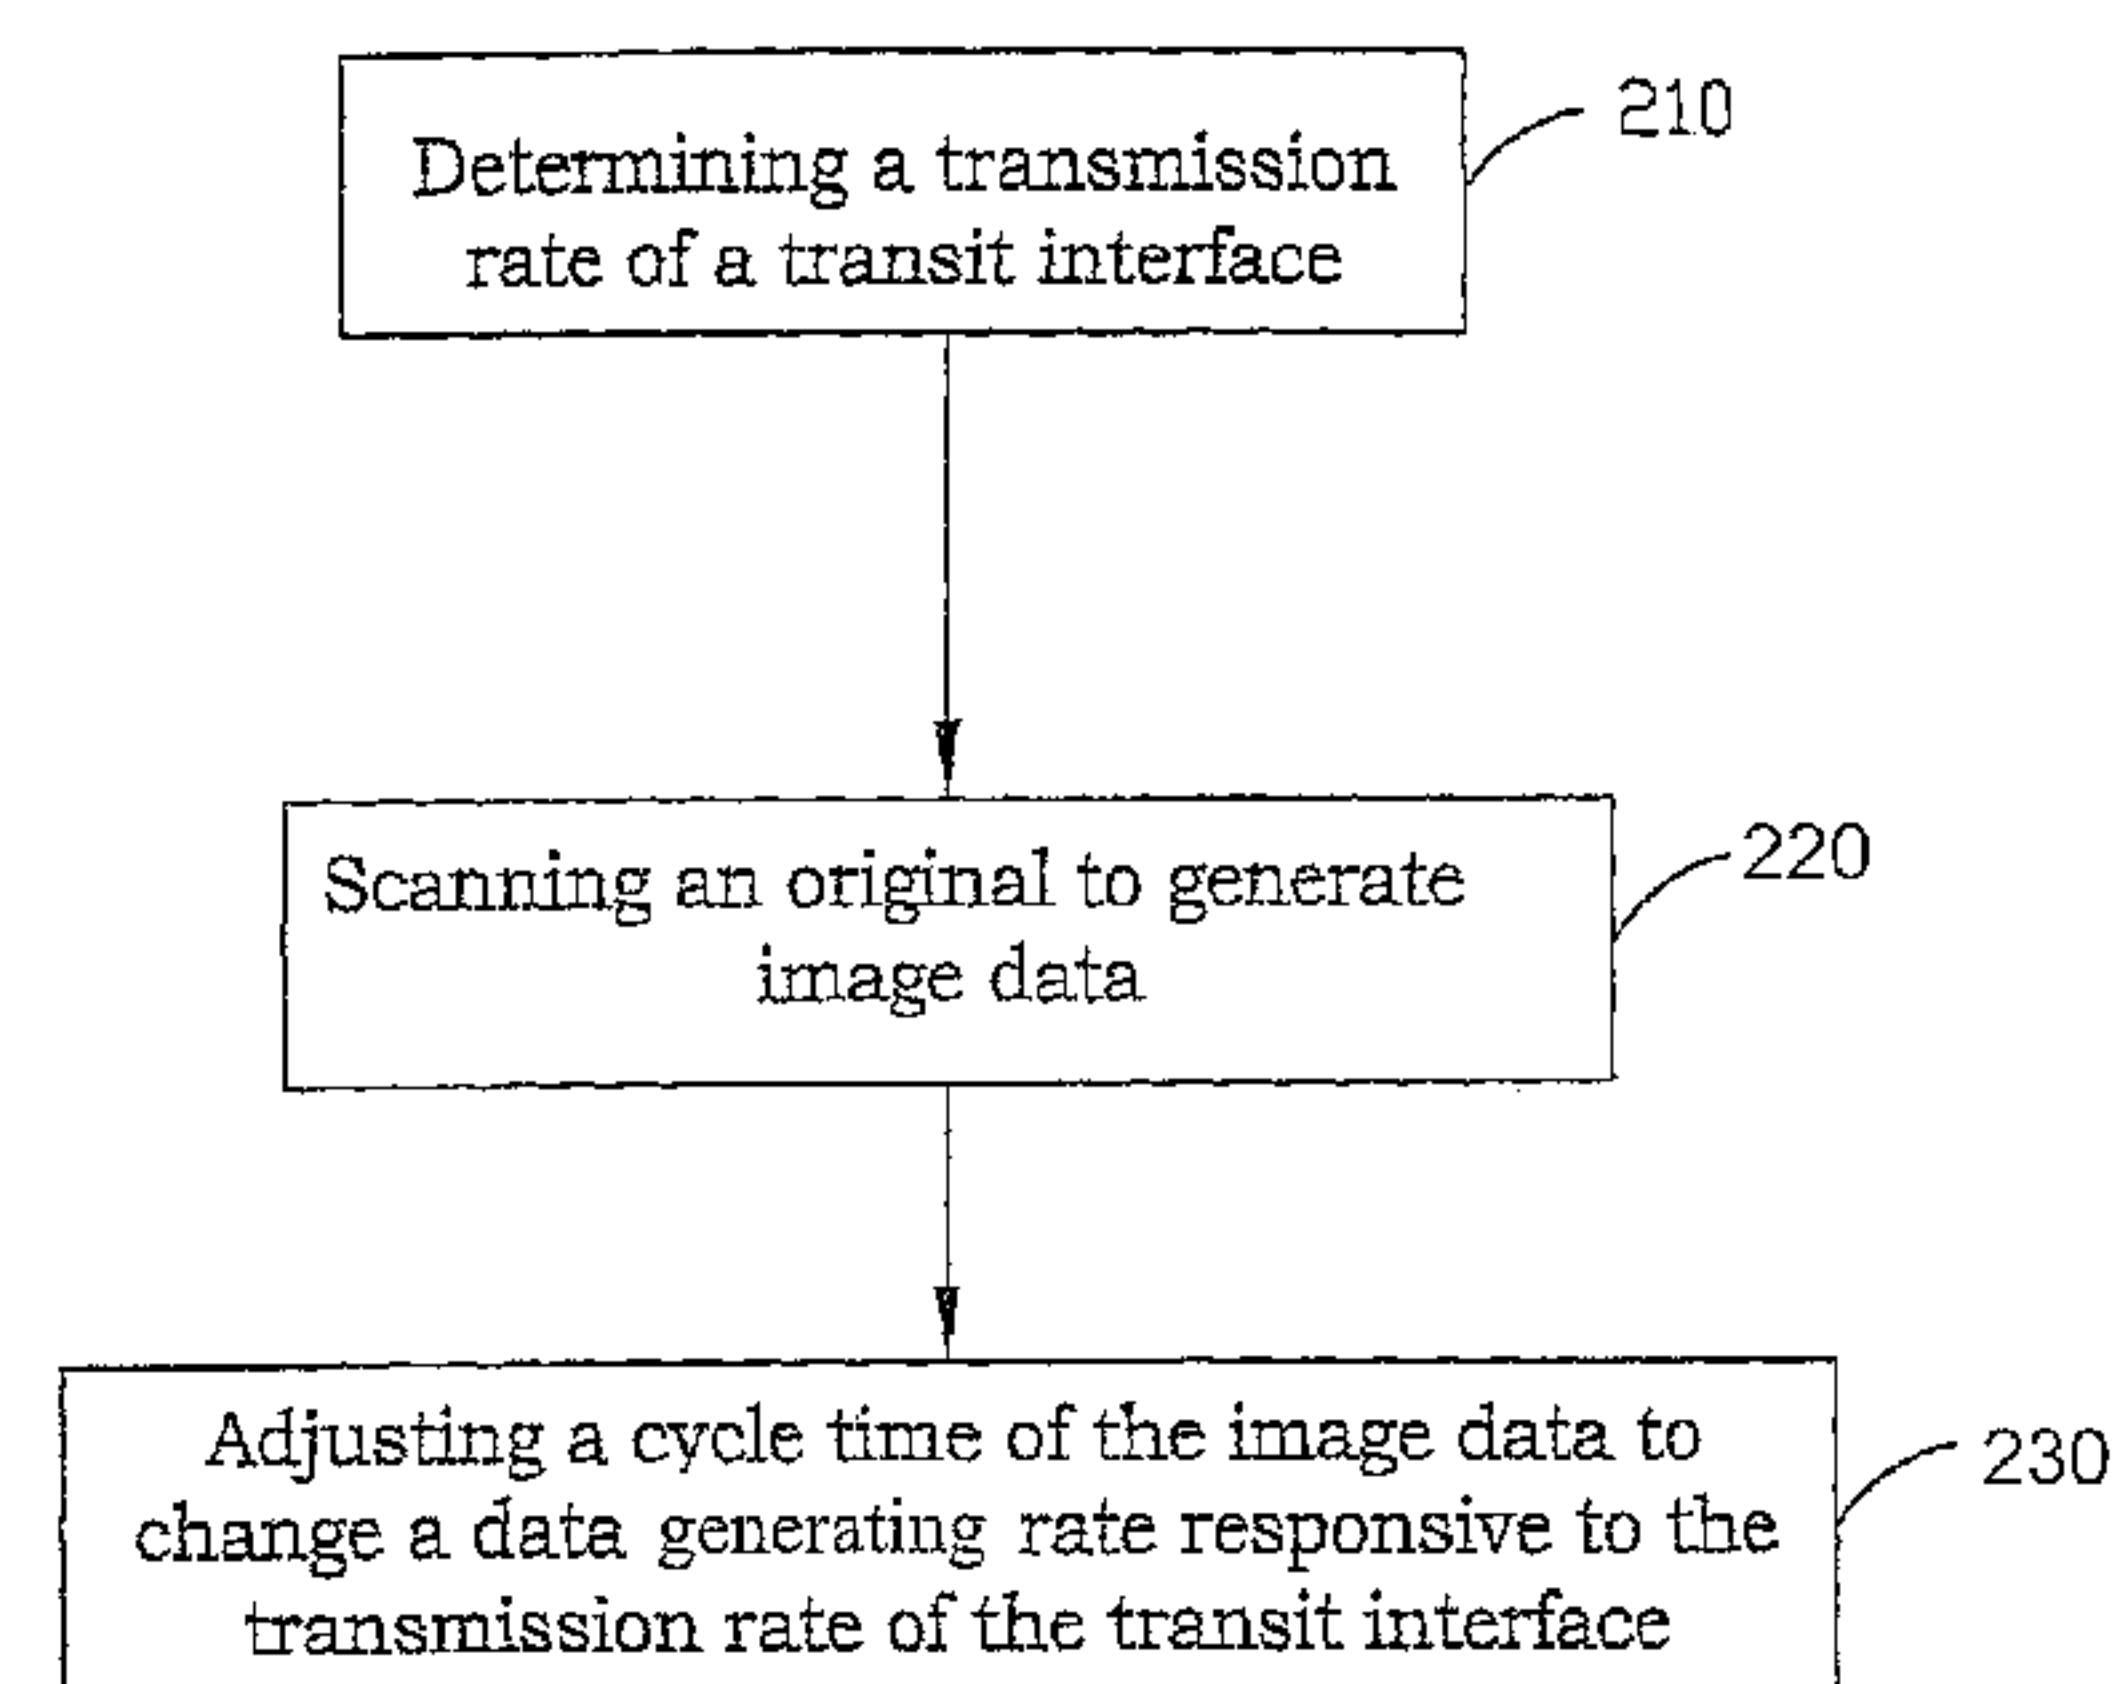 Determining a transmission
rate of a transit interface
210
Scanning an original to generate
image data
220
Adjusting a cycle time of the image data to
change a data generating rate responsive to the
transmission rate of the transit interface
230